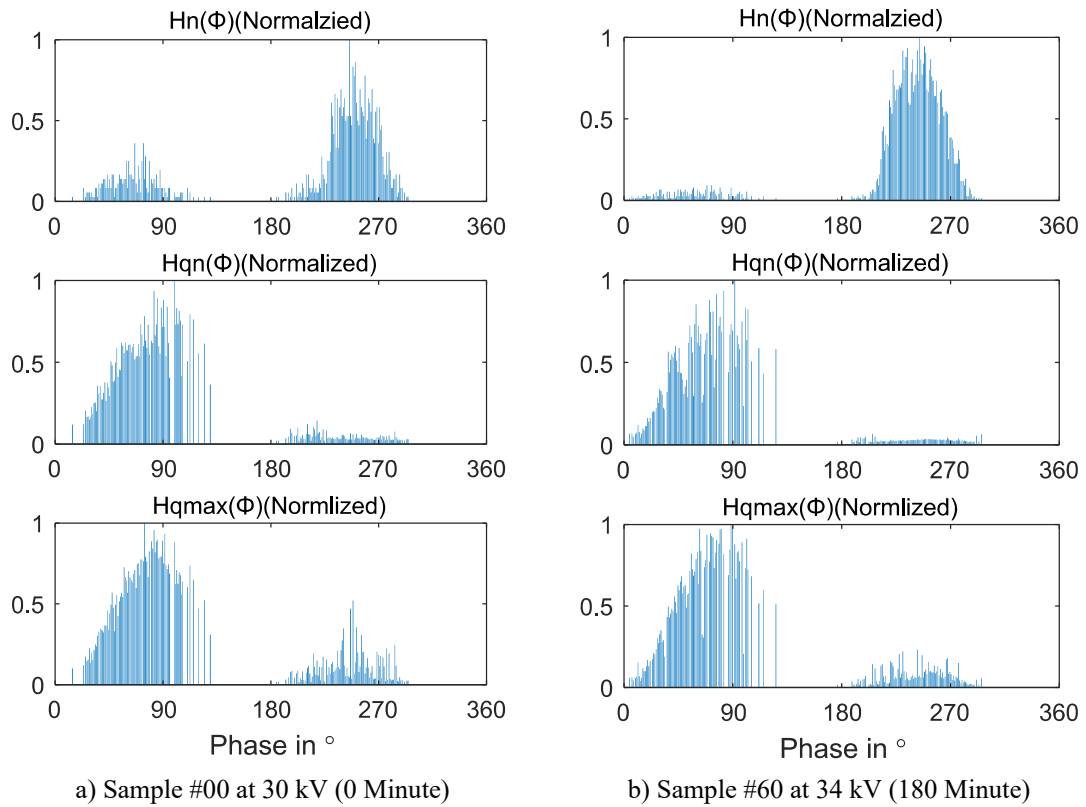 Hn(Φ)(Normalzied)
1
0.5
0
0 90 180 270 360
Hqn(Φ)(Normalized)
1
0.5
0
0 90 180 270 360
Hqmax(Φ)(Normlized)
1
0.5
0
0 90 180 270 360
Phase in °
a) Sample #00 at 30 kV (0 Minute)
Hn(Φ)(Normalzied)
1
0.5
0
0 90 180 270 360
Hqn(Φ)(Normalized)
1
0.5
0
0 90 180 270 360
Hqmax(Φ)(Normlized)
1
0.5
0
0 90 180 270 360
Phase in °
b) Sample #60 at 34 kV (180 Minute)